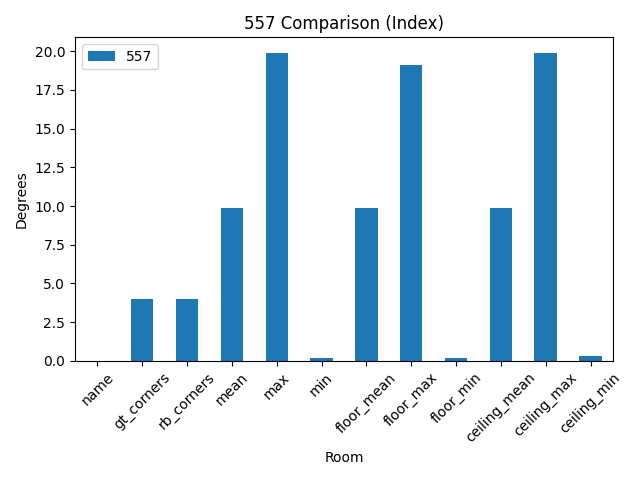 557 Comparison (Index)
557
Degrees
20.0
17.5
15.0
12.5
10.0
7.5
5.0
2.5
0.0
name
gt_corners
rb_corners
mean
max
min
floor_mean
floor_max
floor_min
ceiling_mean
ceiling_max
ceiling_min
Room